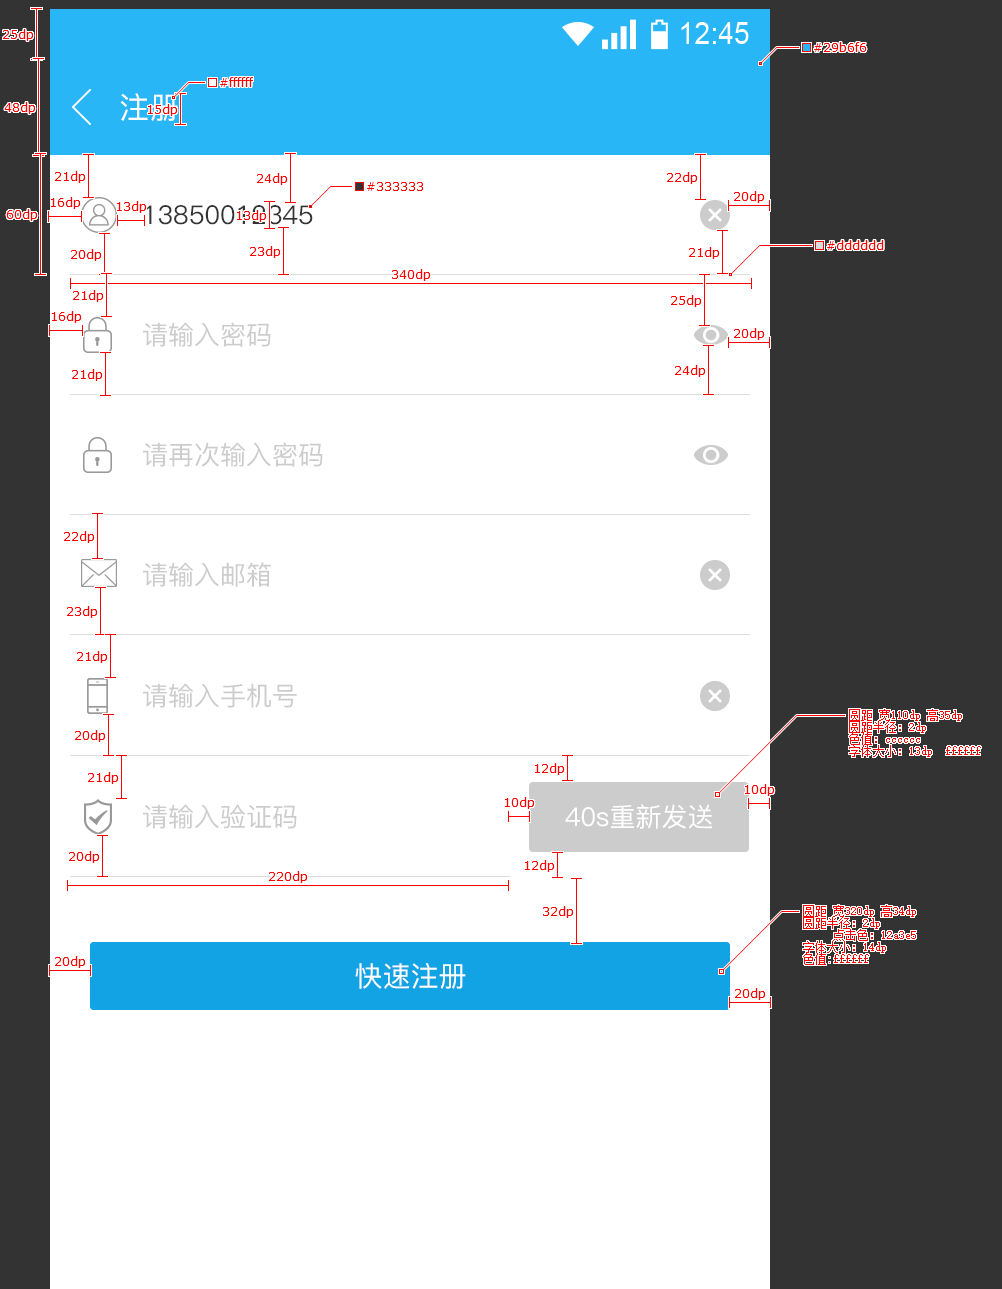 25dp
12:45
#29b6f6
48dp
#ffffff
注册
15dp
21dp
24dp
22dp
#333333
16dp
13dp
20dp
60dp
13850012345
13dp
20dp
23dp
21dp
#dddddd
340dp
21dp
25dp
16dp
请输入密码
20dp
21dp
24dp
请再次输入密码
22dp
请输入邮箱
23dp
21dp
请输入手机号
圆距 宽110dp 高35dp
圆距半径：2dp
色值：cccccc
字体大小：13dp ffffff
20dp
12dp
21dp
10dp
10dp
请输入验证码
40s重新发送
20dp
12dp
220dp
32dp
圆距 宽320dp 高34dp
圆距半径：2dp
点击色：12a3e5
字体大小：14dp
色值:ffffff
20dp
快速注册
20dp